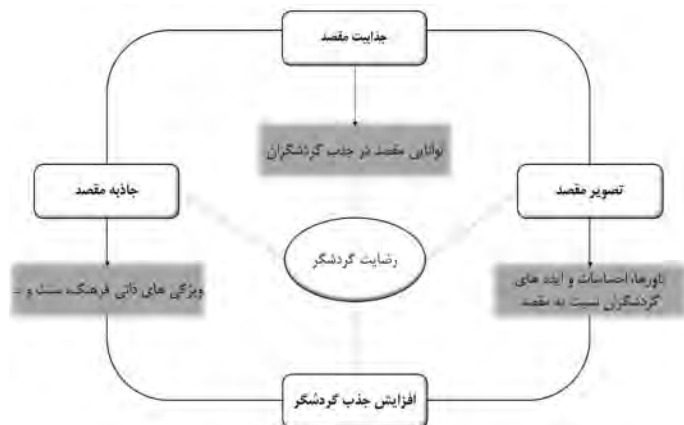 جذابیت مقصد
توانایی مقصد در جذب گردشگران
تصویر مقصد
جاذبه مقصد
رضایت گردشگر
باورها، احساسات و ایده های
گردشگران نسبت به مقصد
ویژگی های ذاتی فرهنگ، سنت و ...
افزایش جذب گردشگر